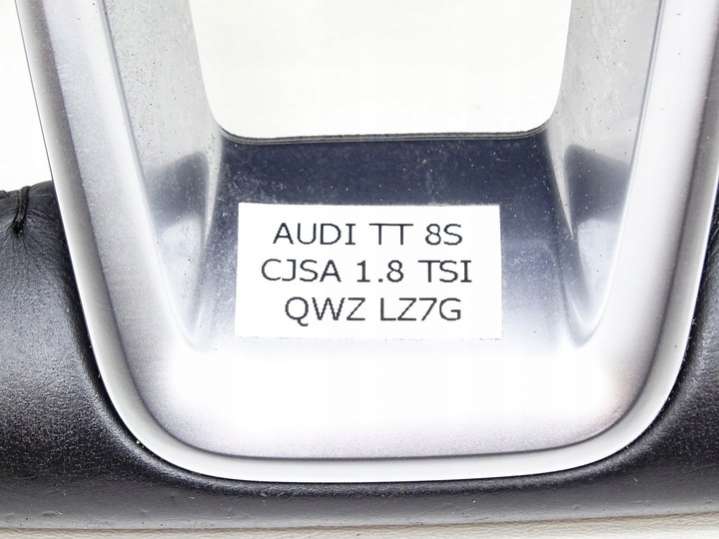 AUDI TT 8S
CJSA 1.8 TSI
QWZ LZ7G